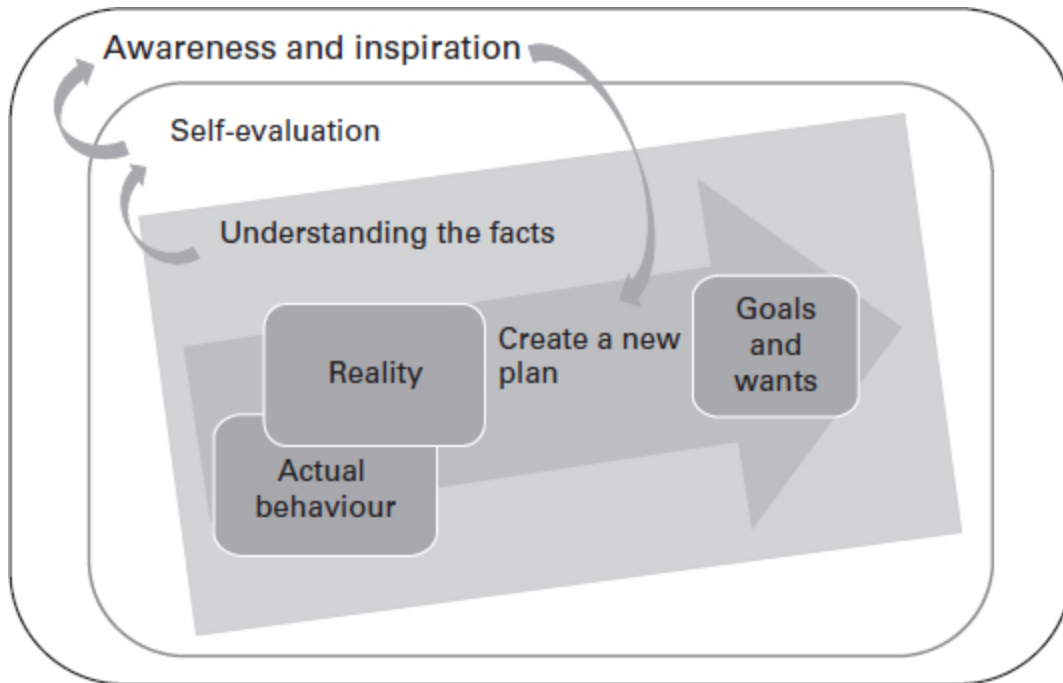 Awareness and inspiration
Self-evaluation
Understanding the facts
Reality
Create a new
plan
Goals
and
wants
Actual
behaviour